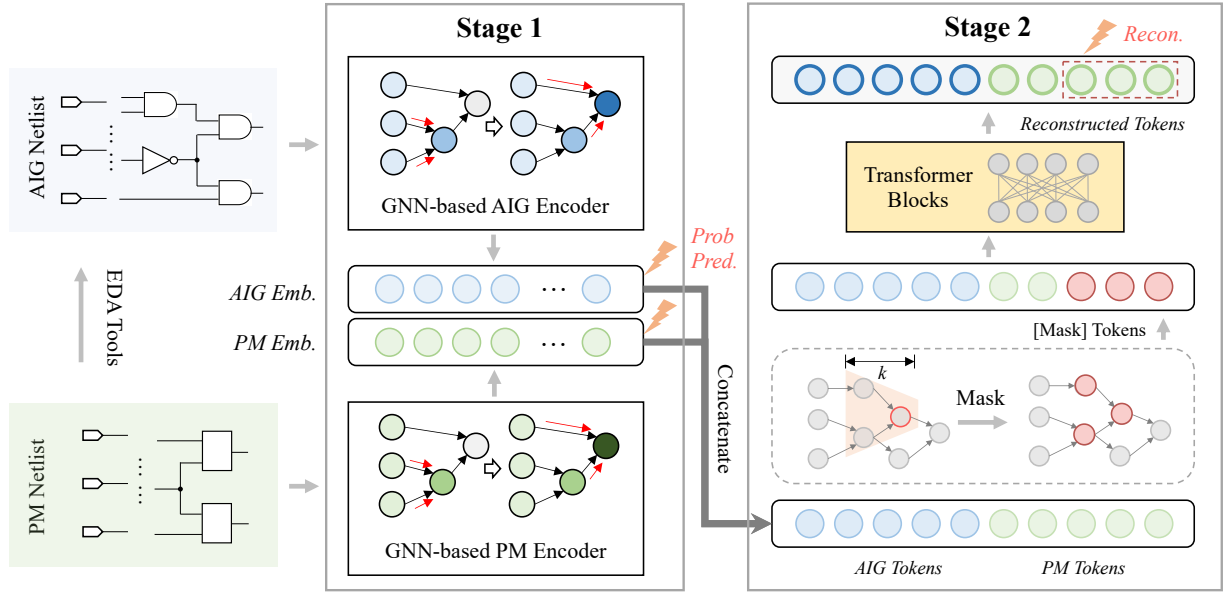 Stage 1
Stage 2
AIG Netlist
EDA Tools
PM Netlist
GNN-based AIG Encoder
AIG Emb.
...
PM Emb.
...
Prob
Pred.
GNN-based PM Encoder
Concatenate
Recon.
Reconstructed Tokens
Transformer
Blocks
[Mask] Tokens
k
Mask
AIG Tokens
PM Tokens